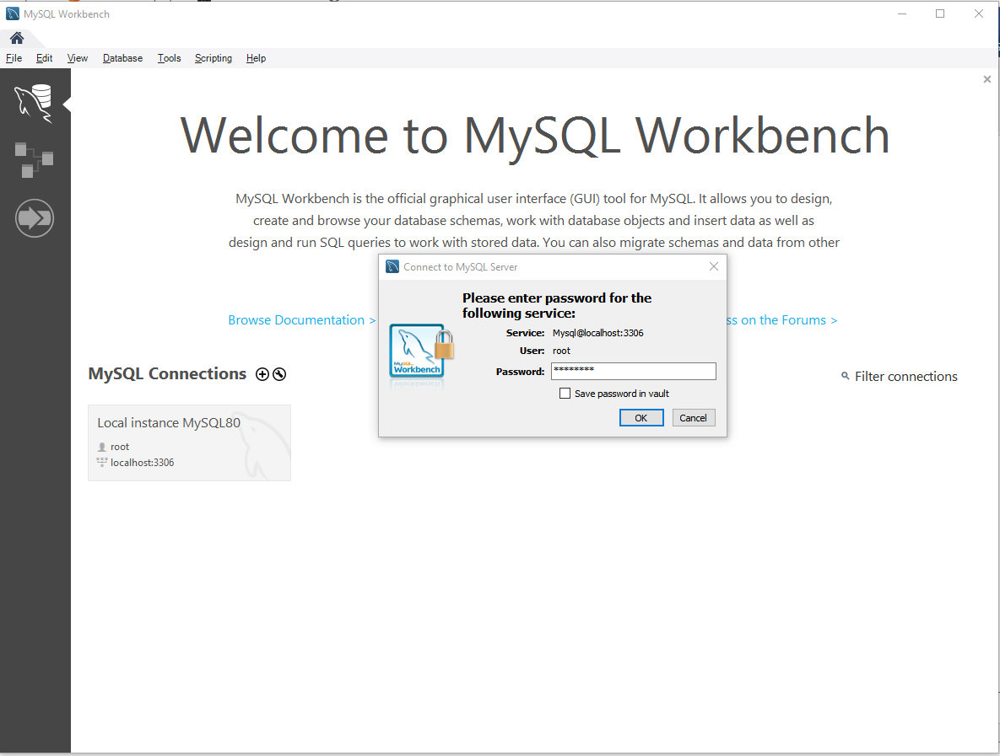 MySQL Workbench
File Edit View Database Tools Scripting Help
Welcome to MySQL Workbench
MySQL Workbench is the official graphical user interface (GUI) tool for MySQL. It allows you to design,
create and browse your database schemas, work with database objects and insert data as well as
design and run SQL queries to work with stored data. You can also migrate schemas and data from other
Connect to MySQL Server
Please enter password for the
following service:
Service: Mysql@localhost:3306
User: root
Password: ********
Save password in vault
OK Cancel
MySQL
Workbench
Browse Documentation >
on the Forums >
MySQL Connections
Filter connections
Local instance MySQL80
root
localhost:3306